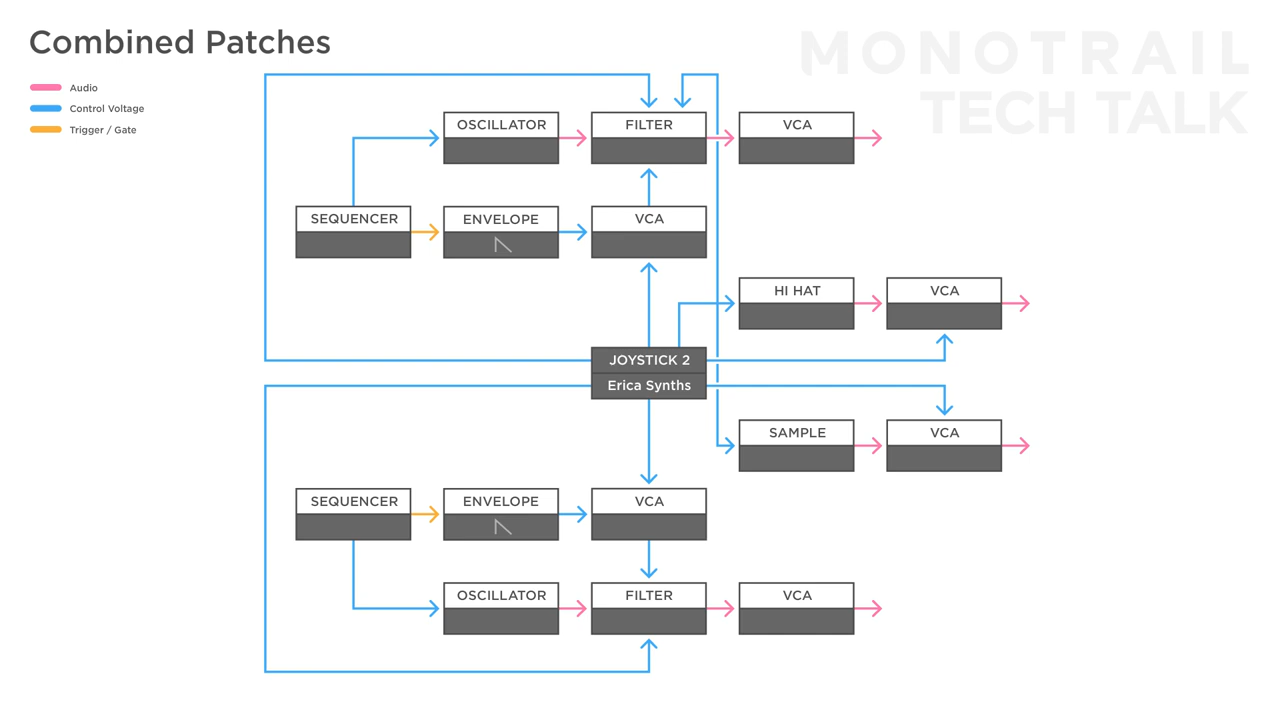 Combined Patches
MONOTRAIL
TECH TALK
Audio
Control Voltage
Trigger / Gate
OSCILLATOR
FILTER
VCA
SEQUENCER
ENVELOPE
VCA
HI HAT
VCA
JOYSTICK 2
Erica Synths
SAMPLE
VCA
SEQUENCER
ENVELOPE
VCA
OSCILLATOR
FILTER
VCA